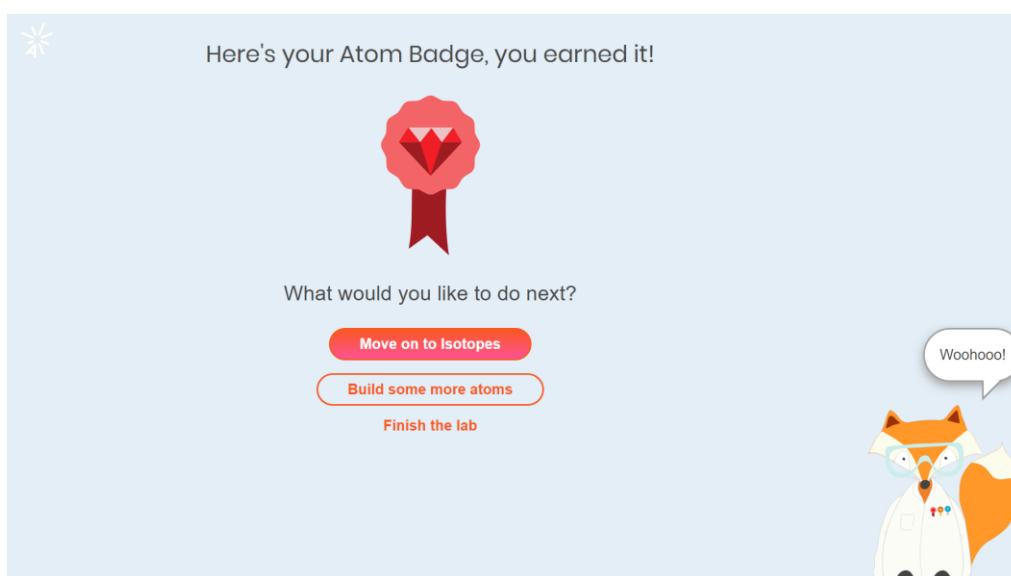 Here's your Atom Badge, you earned it!
What would you like to do next?
Move on to Isotopes
Build some more atoms
Finish the lab
Woohooo!